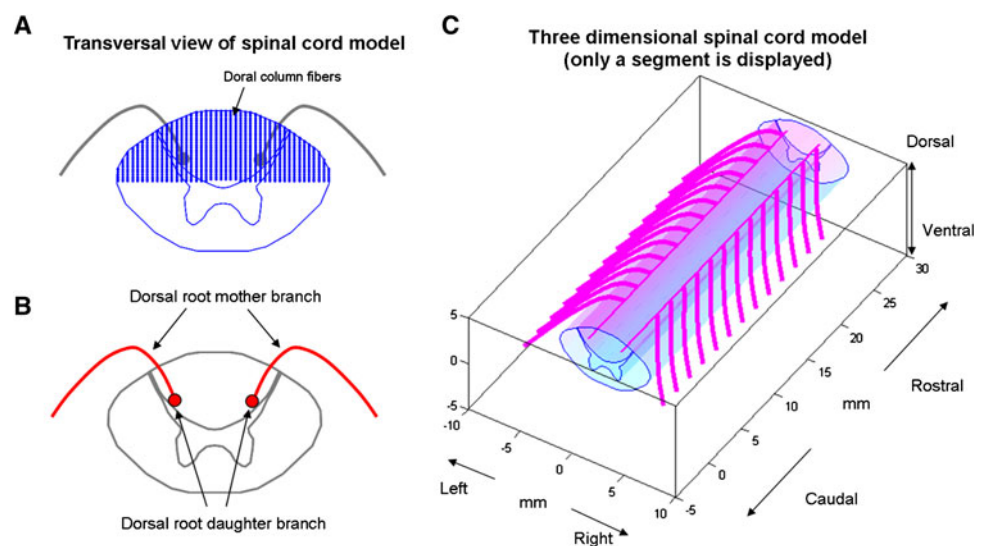 A
Transversal view of spinal cord model
Doral column fibers
B
Dorsal root mother branch
Dorsal root daughter branch
C
Three dimensional spinal cord model
(only a segment is displayed)
Dorsal
Ventral
30
25
20
15
10
5
0
-5
mm
Rostral
Caudal
5
0
-5
-10
-5
0
5
10
Left
mm
Right